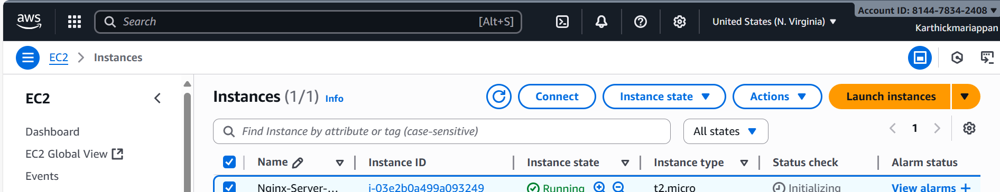 aws
Search [Alt+S]
United States (N. Virginia) ▼
Account ID: 8144-7834-2408 ▼
Karthickmariappan
EC2 > Instances
EC2
Dashboard
EC2 Global View
Events
Instances (1/1) Info
Connect
Instance state ▼
Actions ▼
Launch instances ▼
Find Instance by attribute or tag (case-sensitive)
All states ▼
< 1 >
Name Instance ID Instance state Instance type Status check Alarm status
Nginx-Server-... i-03e2b0a499a093249 Running t2.micro Initializing View alarms +